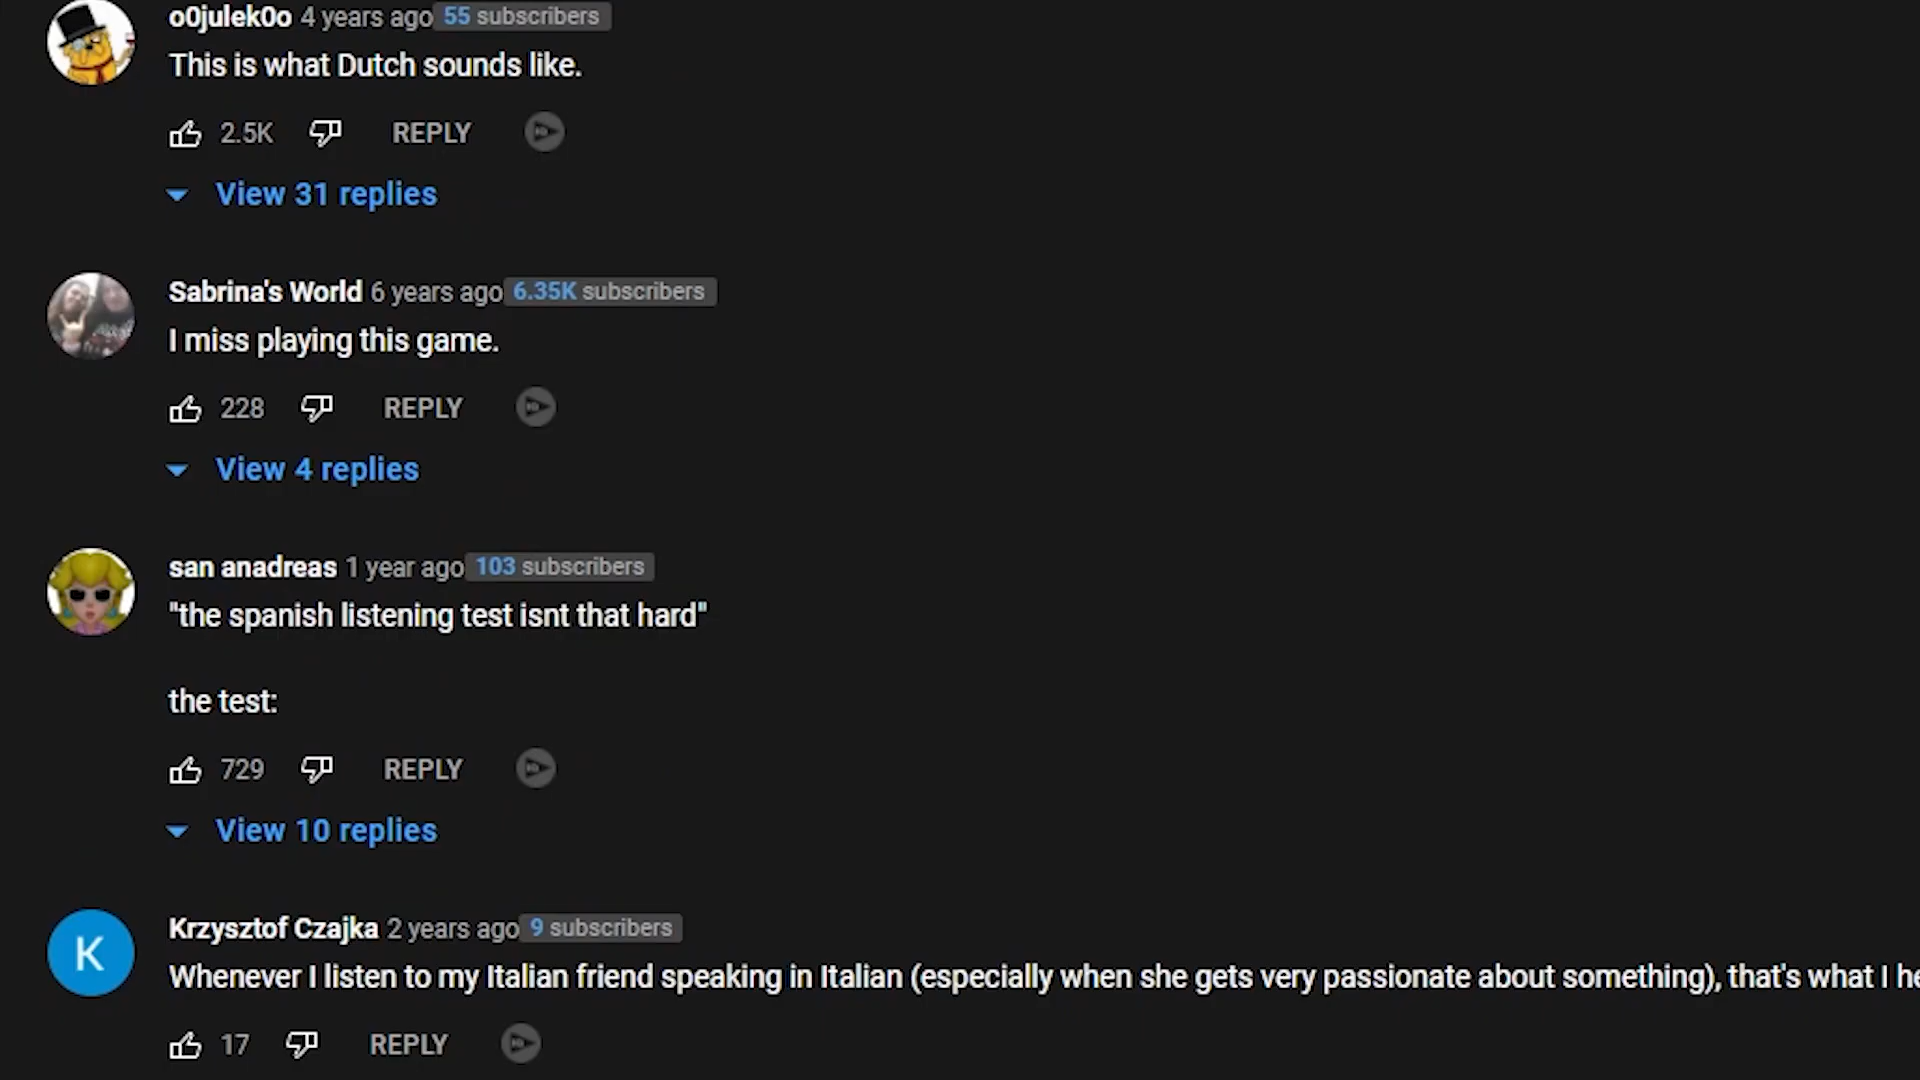 o0julek0o 4 years ago 55 subscribers
This is what Dutch sounds like.
2.5K REPLY
View 31 replies
Sabrina's World 6 years ago 6.35K subscribers
I miss playing this game.
228 REPLY
View 4 replies
san anadreas 1 year ago 103 subscribers
"the spanish listening test isnt that hard"
the test:
729 REPLY
View 10 replies
K
Krzysztof Czajka 2 years ago 9 subscribers
Whenever I listen to my Italian friend speaking in Italian (especially when she gets very passionate about something), that's what I
17 REPLY